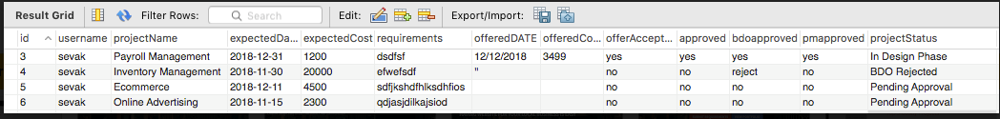 Result Grid Filter Rows: Search Edit: Export/Import:
id username projectName expectedDa... expectedCost requirements offeredDATE offeredCo... offerAccept... approved bdoapproved pmapproved projectStatus
3 sevak Payroll Management 2018-12-31 1200 dsdfsf 12/12/2018 3499 yes yes yes yes In Design Phase
4 sevak Inventory Management 2018-11-30 20000 efwefsdf " no no reject no BDO Rejected
5 sevak Ecommerce 2018-12-11 4500 sdfjkshdfhlksdhfios no no no no Pending Approval
6 sevak Online Advertising 2018-11-15 2300 qdjasjdilkajsiod no no no no Pending Approval